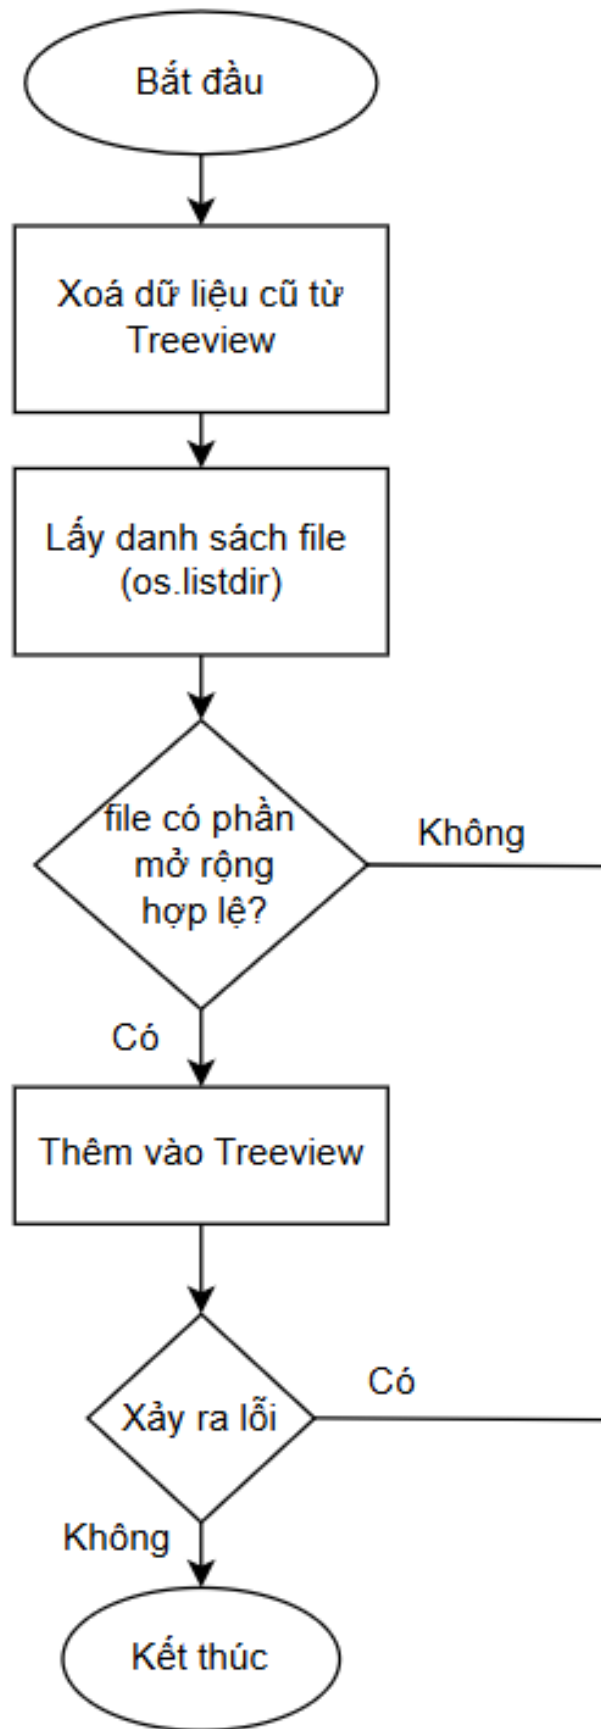 Bắt đầu
Xoá dữ liệu cũ từ
Treeview
Lấy danh sách file
(os.listdir)
file có phần
mở rộng
hợp lệ?
Không
Có
Thêm vào Treeview
Xảy ra lỗi
Có
Không
Kết thúc